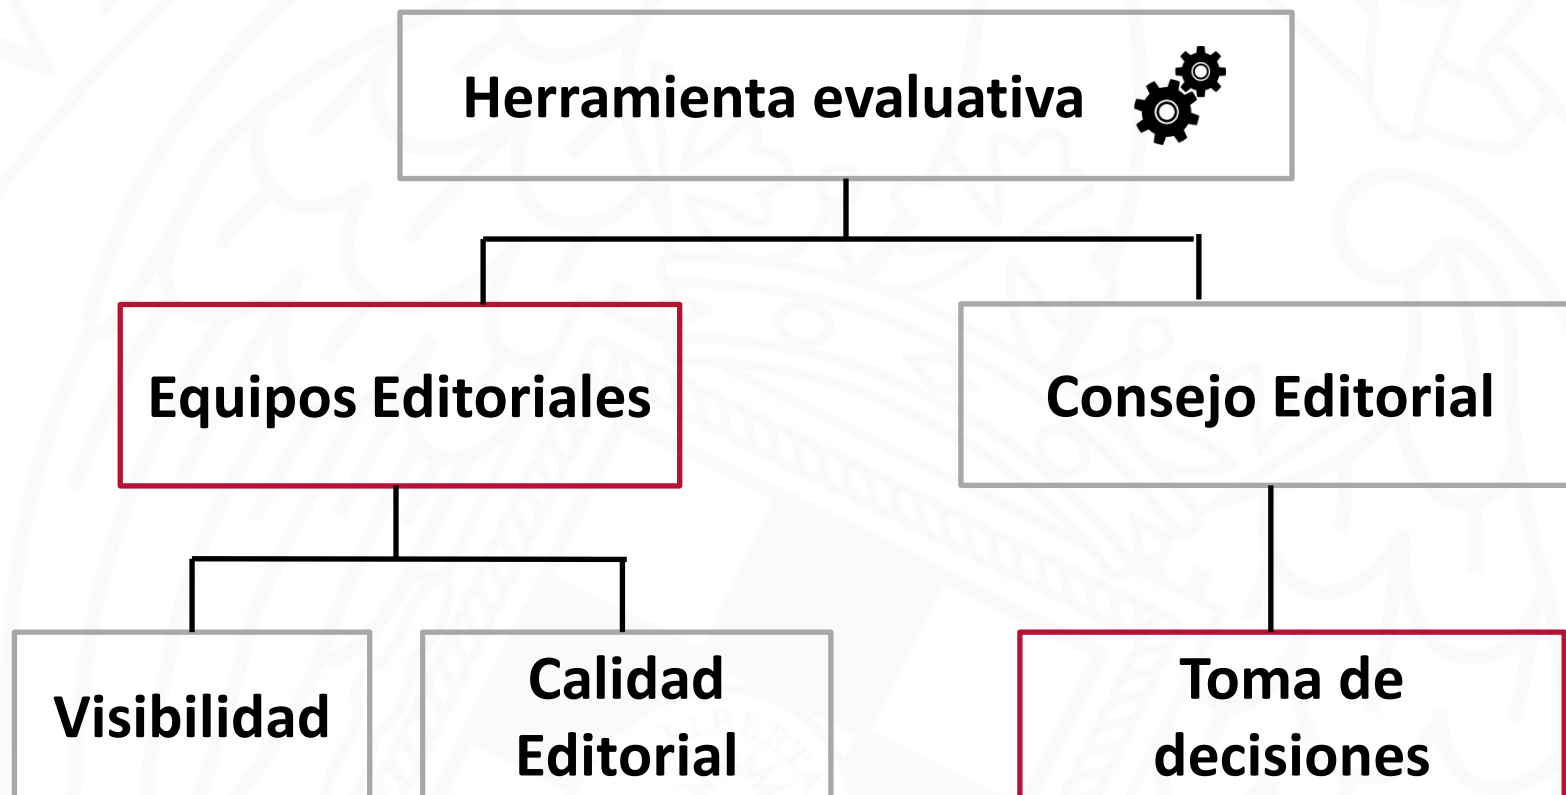 Herramienta evaluativa
Equipos Editoriales
Consejo Editorial
Visibilidad
Calidad
Editorial
Toma de
decisiones